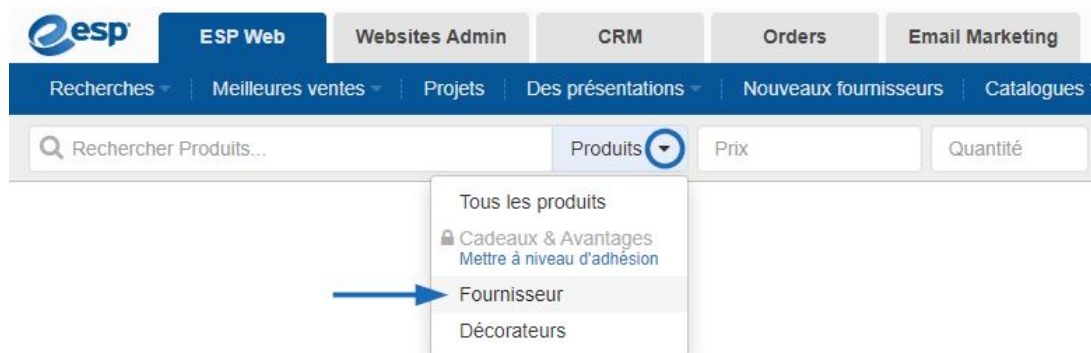 esp
ESP Web
Websites Admin
CRM
Orders
Email Marketing
Recherches
Meilleures ventes
Projets
Des présentations
Nouveaux fournisseurs
Catalogues
Rechercher Produits...
Produits
Prix
Quantité
Tous les produits
Cadeaux & Avantages
Mettre à niveau d'adhésion
Fournisseur
Décorateurs